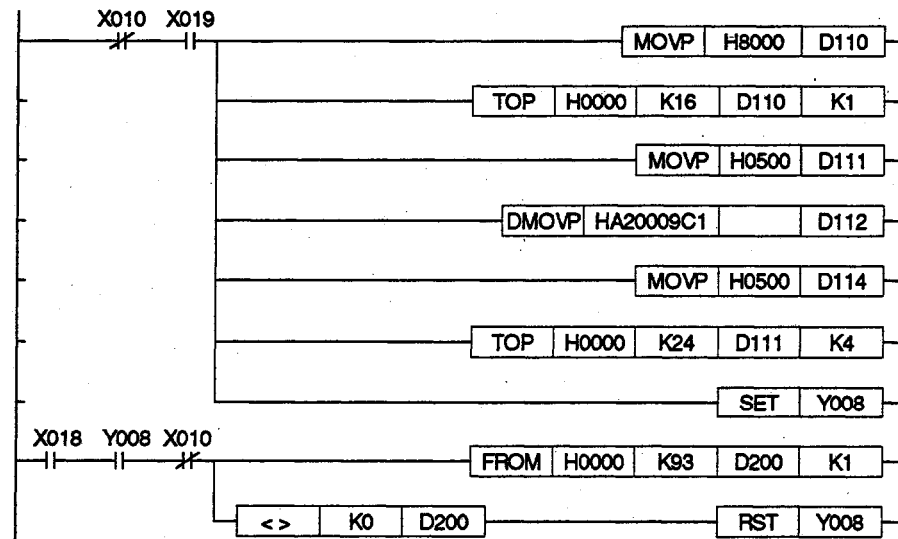 X010 X019
MOVP H8000 D110
TOP H0000 K16 D110 K1
MOVP H0500 D111
DMOVP HA20009C1 D112
MOVP H0500 D114
TOP H0000 K24 D111 K4
SET Y008
X018 Y008 X010
FROM H0000 K93 D200 K1
<> K0 D200 RST Y008